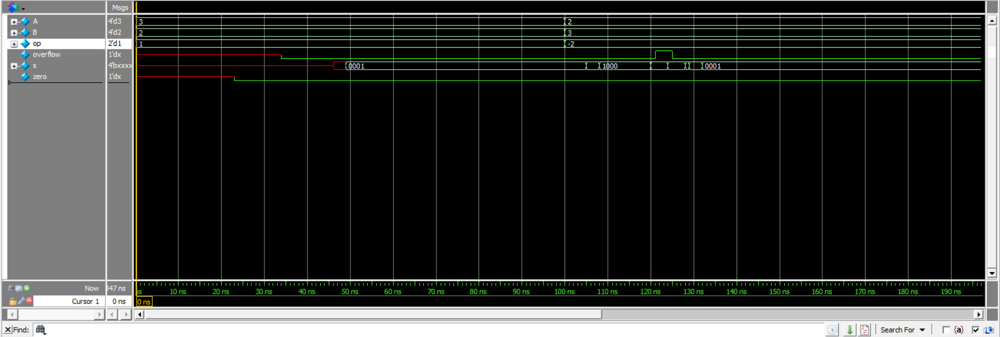 Msgs
A 4'd3 3 2
B 4'd2 2 3
op 2'd1 1 -2
overflow 1'dx
s 4'bxxxx 0001 1000 0001
zero 1'dx
Now 347 ns ns 10 ns 20 ns 30 ns 40 ns 50 ns 60 ns 70 ns 80 ns 90 ns 100 ns 110 ns 120 ns 130 ns 140 ns 150 ns 160 ns 170 ns 180 ns 190 ns
Cursor 1 0 ns 0 ns
Find: Search For {a}